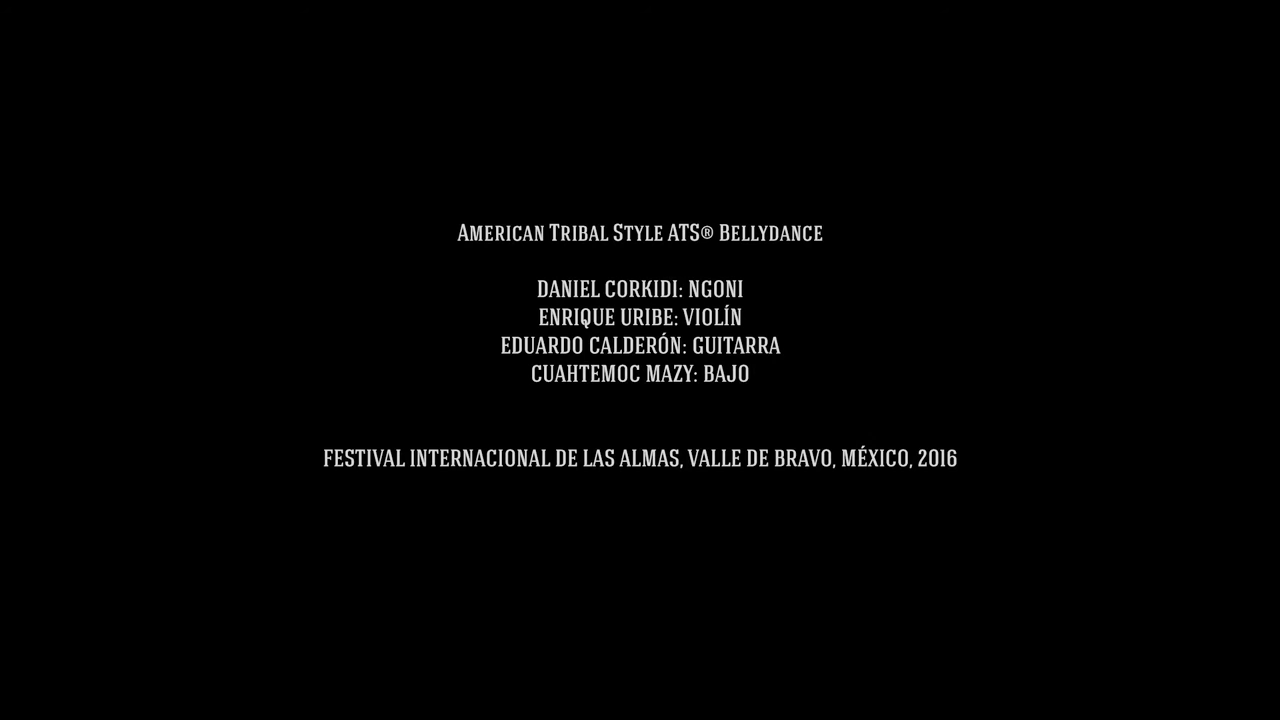 American Tribal Style ATS® Bellydance
DANIEL CORKIDI: NGONI
ENRIQUE URIBE: VIOLÍN
EDUARDO CALDERÓN: GUITARRA
CUAHTEMOC MAZY: BAJO
FESTIVAL INTERNACIONAL DE LAS ALMAS, VALLE DE BRAVO, MÉXICO, 2016